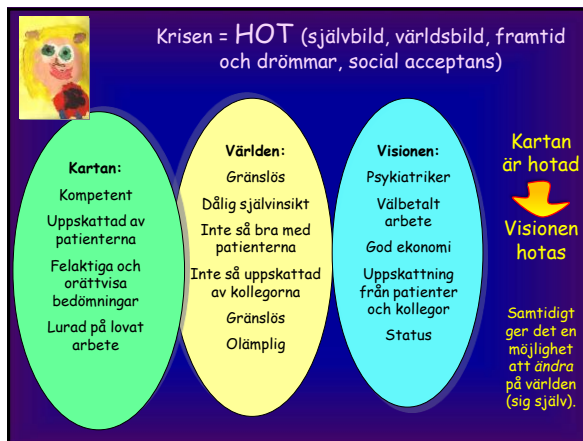 Krisen = HOT (självbild, världsbild, framtid
och drömmar, social acceptans)
Kartan:
Kompetent
Uppskattad av
patienterna
Felaktiga och
orättvisa
bedömningar
Lurad på lovat
arbete
Världen:
Gränslös
Dålig självinsikt
Inte så bra med
patienterna
Inte så uppskattad
av kollegorna
Gränslös
Olämplig
Visionen:
Psykiatriker
Välbetalt
arbete
God ekonomi
Uppskattning
från patienter
och kollegor
Status
Kartan
är hotad
Visionen
hotas
Samtidigt
ger det en
möjlighet
att ändra
på världen
(sig själv).